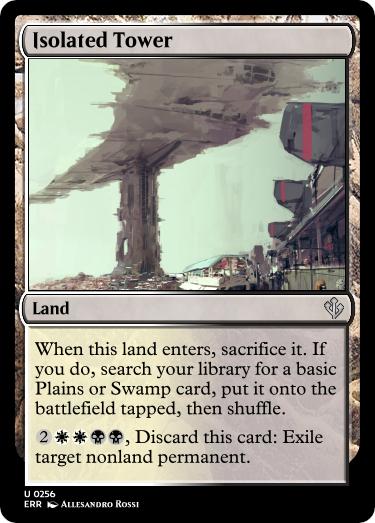 Isolated Tower
Land
When this land enters, sacrifice it. If
you do, search your library for a basic
Plains or Swamp card, put it onto the
battlefield tapped, then shuffle.
2, Discard this card: Exile
target nonland permanent.
U 0256
ERR Allesandro Rossi